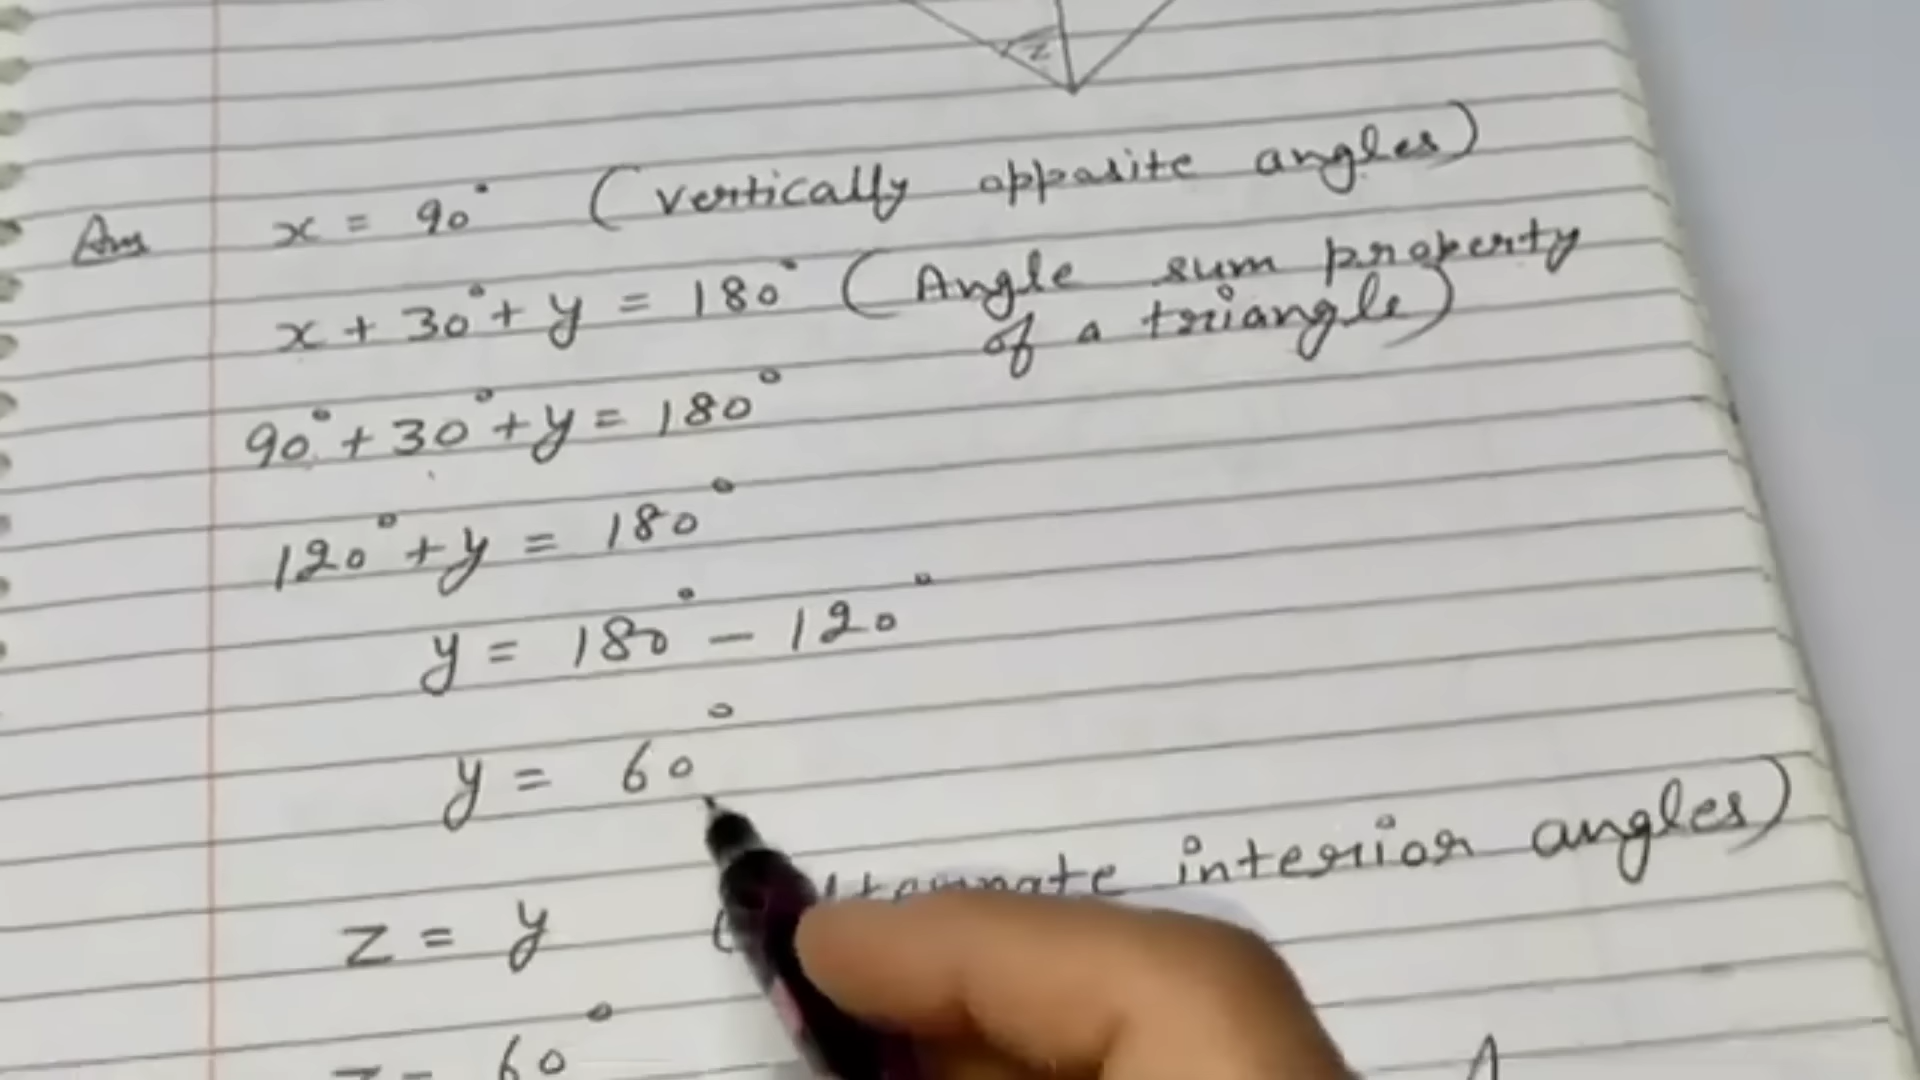 z
Ans x = 90° (vertically opposite angles)
x + 30° + y = 180° (Angle sum property
of a triangle)
90° + 30° + y = 180°
120° + y = 180°
y = 180° - 120°
y = 60°
z = y ( interior angles)
z = 60°